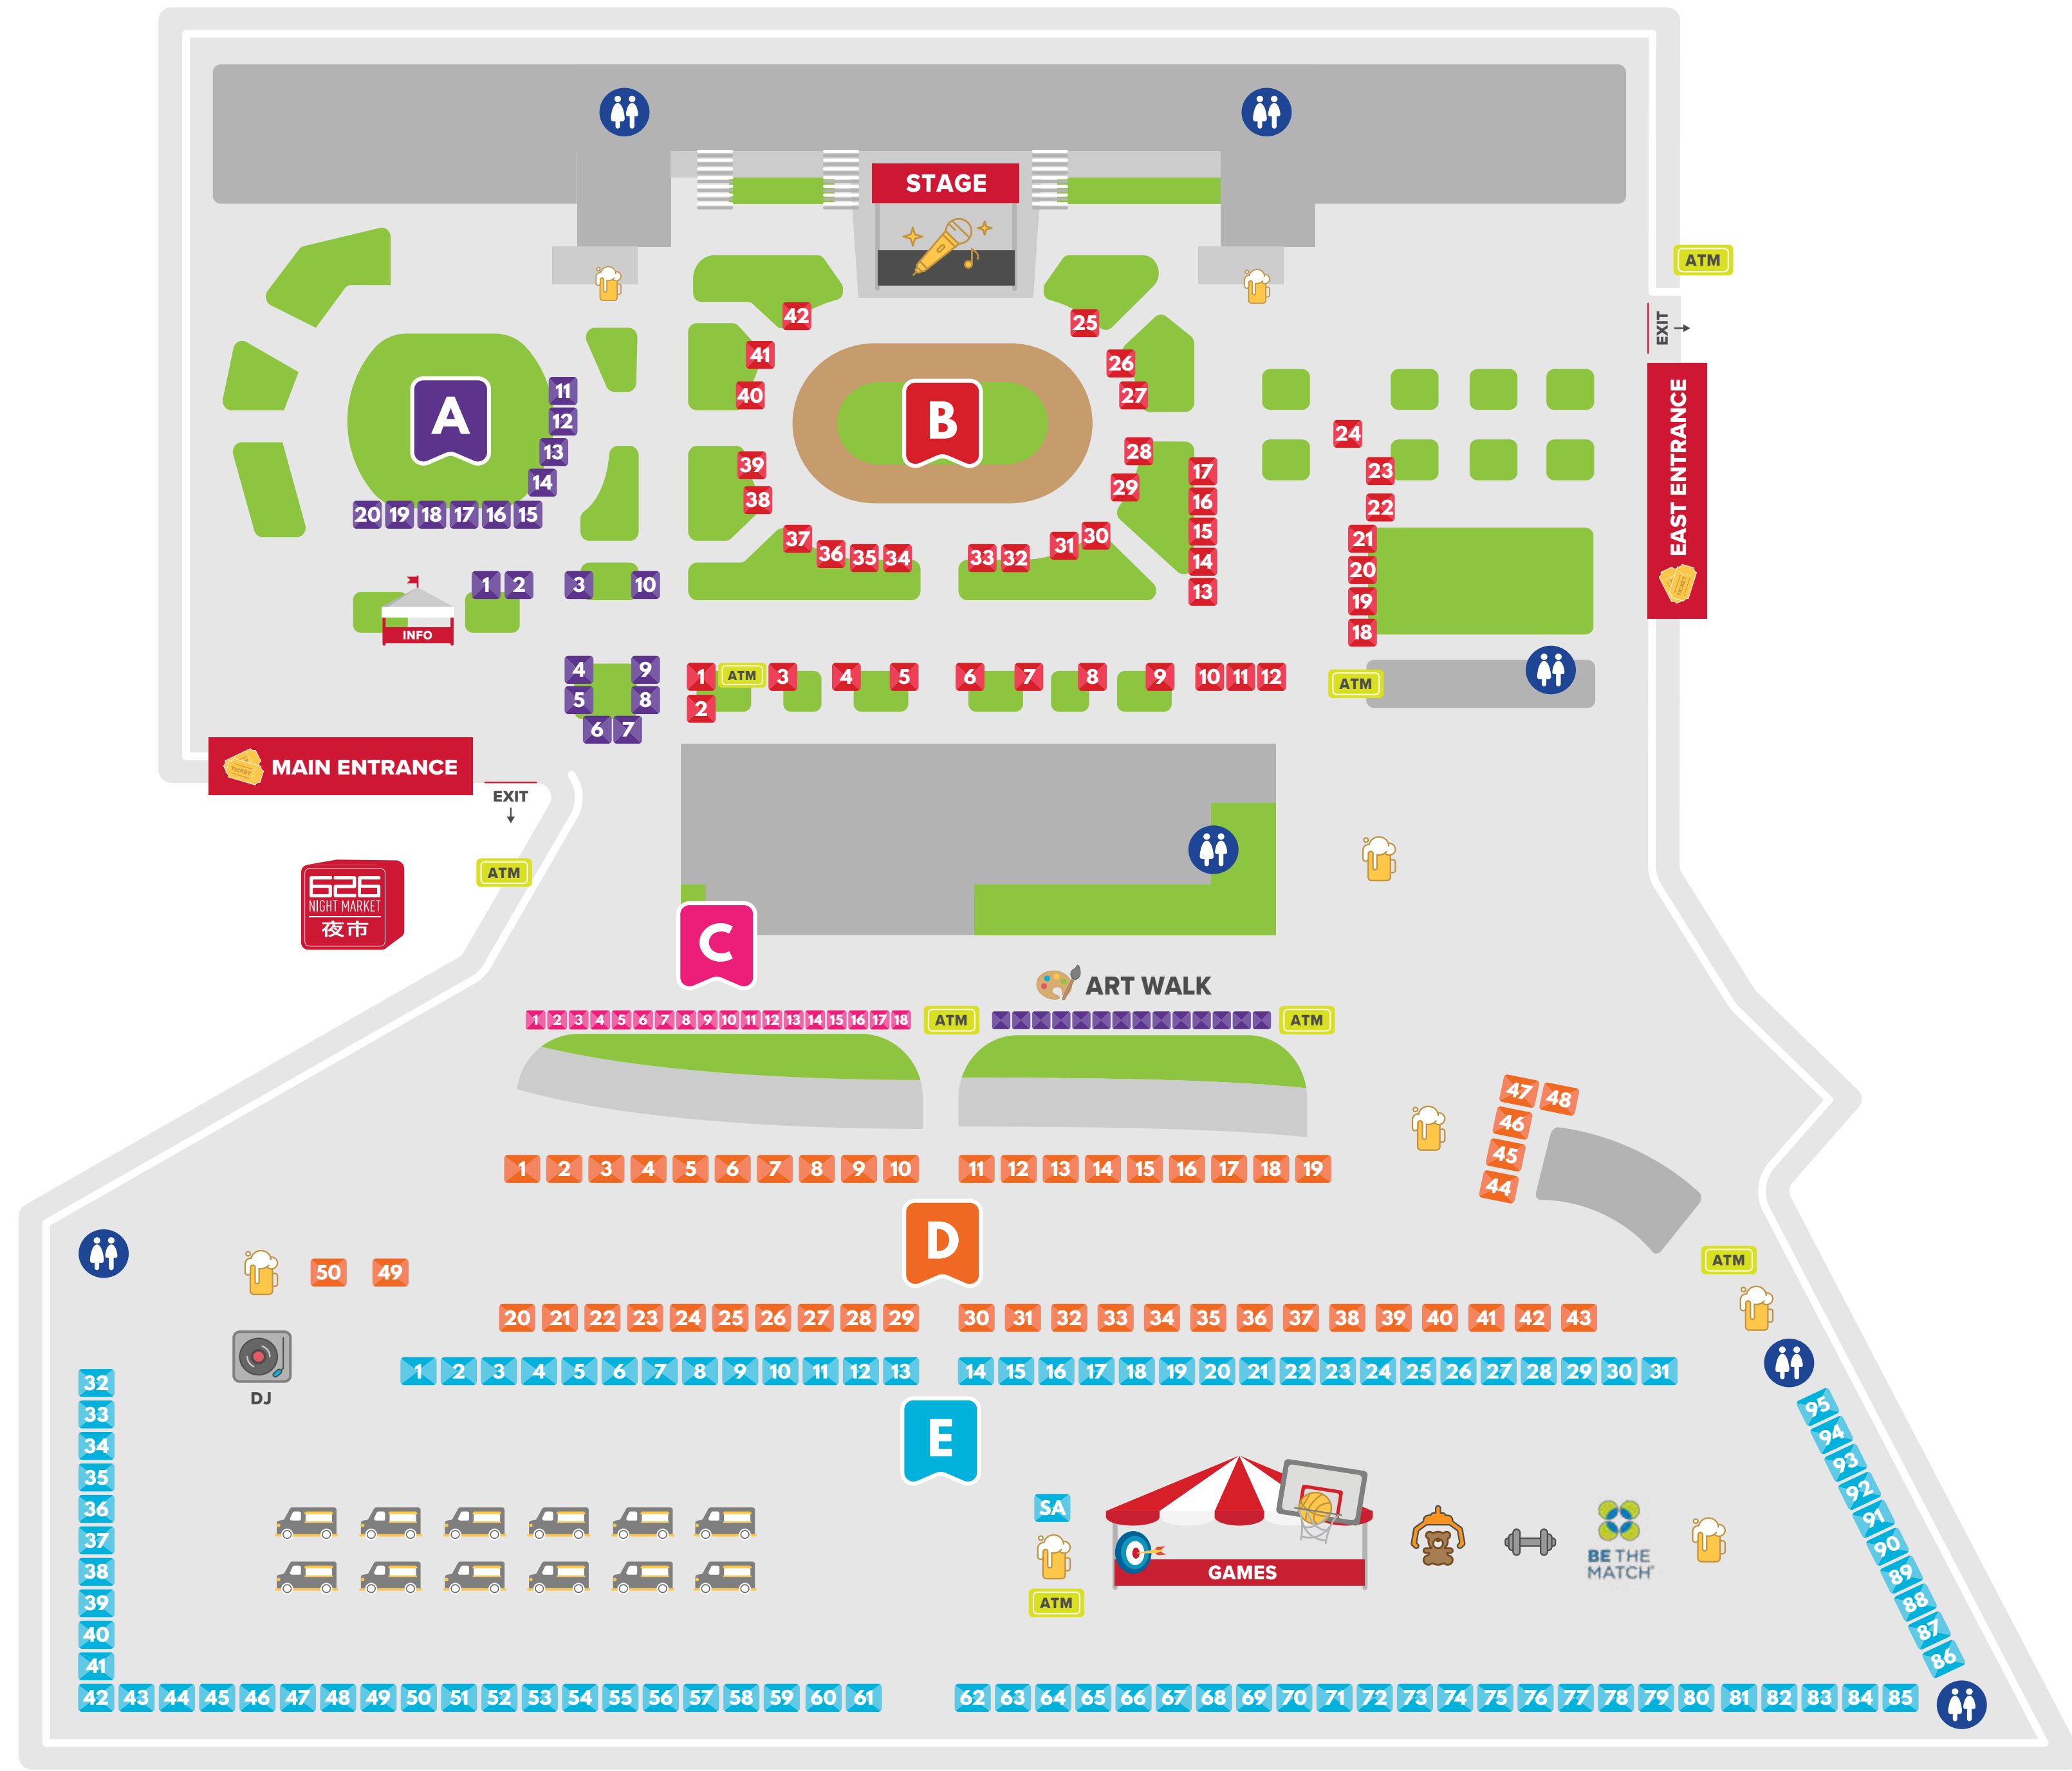 STAGE
ATM
EXIT
EAST ENTRANCE
42
25
41
26
40
27
A
B
11
12
13
14
20 19 18 17 16 15
39
38
37
36 35 34
33 32
31
30
28
29
17
16
15
14
13
24
23
22
21
20
19
18
1 2
3
10
INFO
4
9
5
8
6 7
1
ATM
3
4
5
6
7
8
9
10 11 12
2
ATM
MAIN ENTRANCE
EXIT
ATM
626
NIGHT MARKET
夜市
C
ART WALK
1 2 3 4 5 6 7 8 9 10 11 12 13 14 15 16 17 18
ATM
ATM
47 48
46
45
44
1 2 3 4 5 6 7 8 9 10
11 12 13 14 15 16 17 18 19
D
ATM
50 49
20 21 22 23 24 25 26 27 28 29
30 31 32 33 34 35 36 37 38 39 40 41 42 43
DJ
1 2 3 4 5 6 7 8 9 10 11 12 13
14 15 16 17 18 19 20 21 22 23 24 25 26 27 28 29 30 31
E
32
33
34
35
36
37
38
39
40
41
95
94
93
92
91
90
89
88
87
86
SA
ATM
GAMES
BE THE
MATCH
42 43 44 45 46 47 48 49 50 51 52 53 54 55 56 57 58 59 60 61
62 63 64 65 66 67 68 69 70 71 72 73 74 75 76 77 78 79 80 81 82 83 84 85